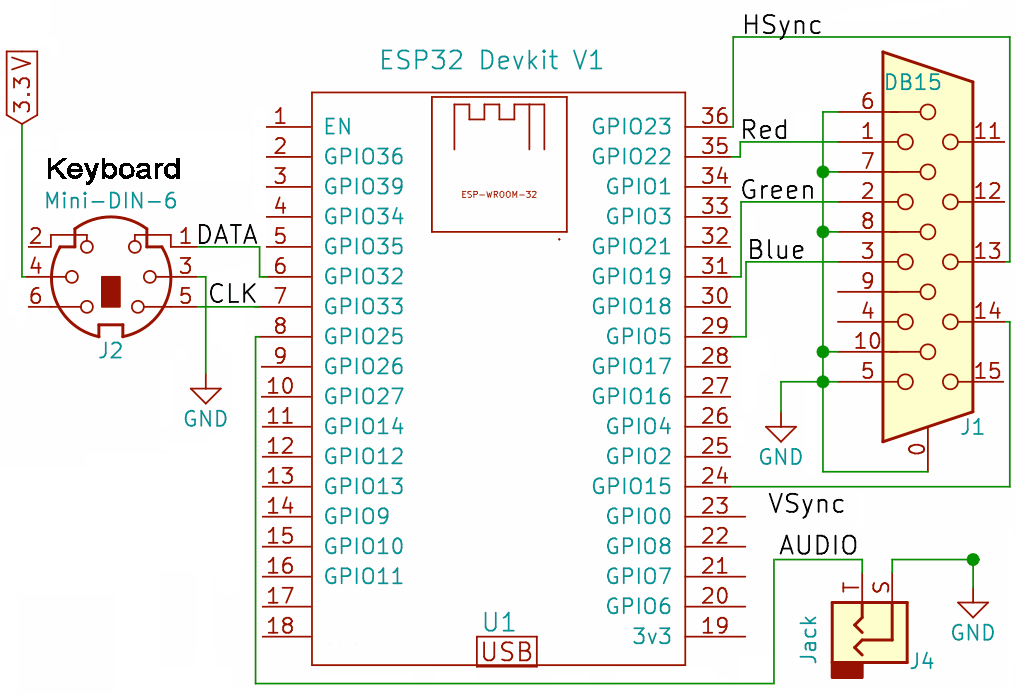 HSync
ESP32 Devkit V1
3.3 V
DB15
Keyboard
Mini-DIN-6
ESP-WROOM-32
1 EN
2 GPIO36
3 GPIO39
4 GPIO34
5 GPIO35
6 GPIO32
7 GPIO33
8 GPIO25
9 GPIO26
10 GPIO27
11 GPIO14
12 GPIO12
13 GPIO13
14 GPIO9
15 GPIO10
16 GPIO11
17
18
GPIO23 36
GPIO22 35
GPIO1 34
GPIO3 33
GPIO21 32
GPIO19 31
GPIO18 30
GPIO5 29
GPIO17 28
GPIO16 27
GPIO4 26
GPIO2 25
GPIO15 24
GPIO0 23
GPIO8 22
GPIO7 21
GPIO6 20
3v3 19
U1
USB
2
4
6
1 DATA
3
5 CLK
J2
GND
Red
Green
Blue
6
1
7
2
8
3
9
4
10
5
11
12
13
14
15
0
J1
GND
VSync
AUDIO
T
S
Jack
J4
GND